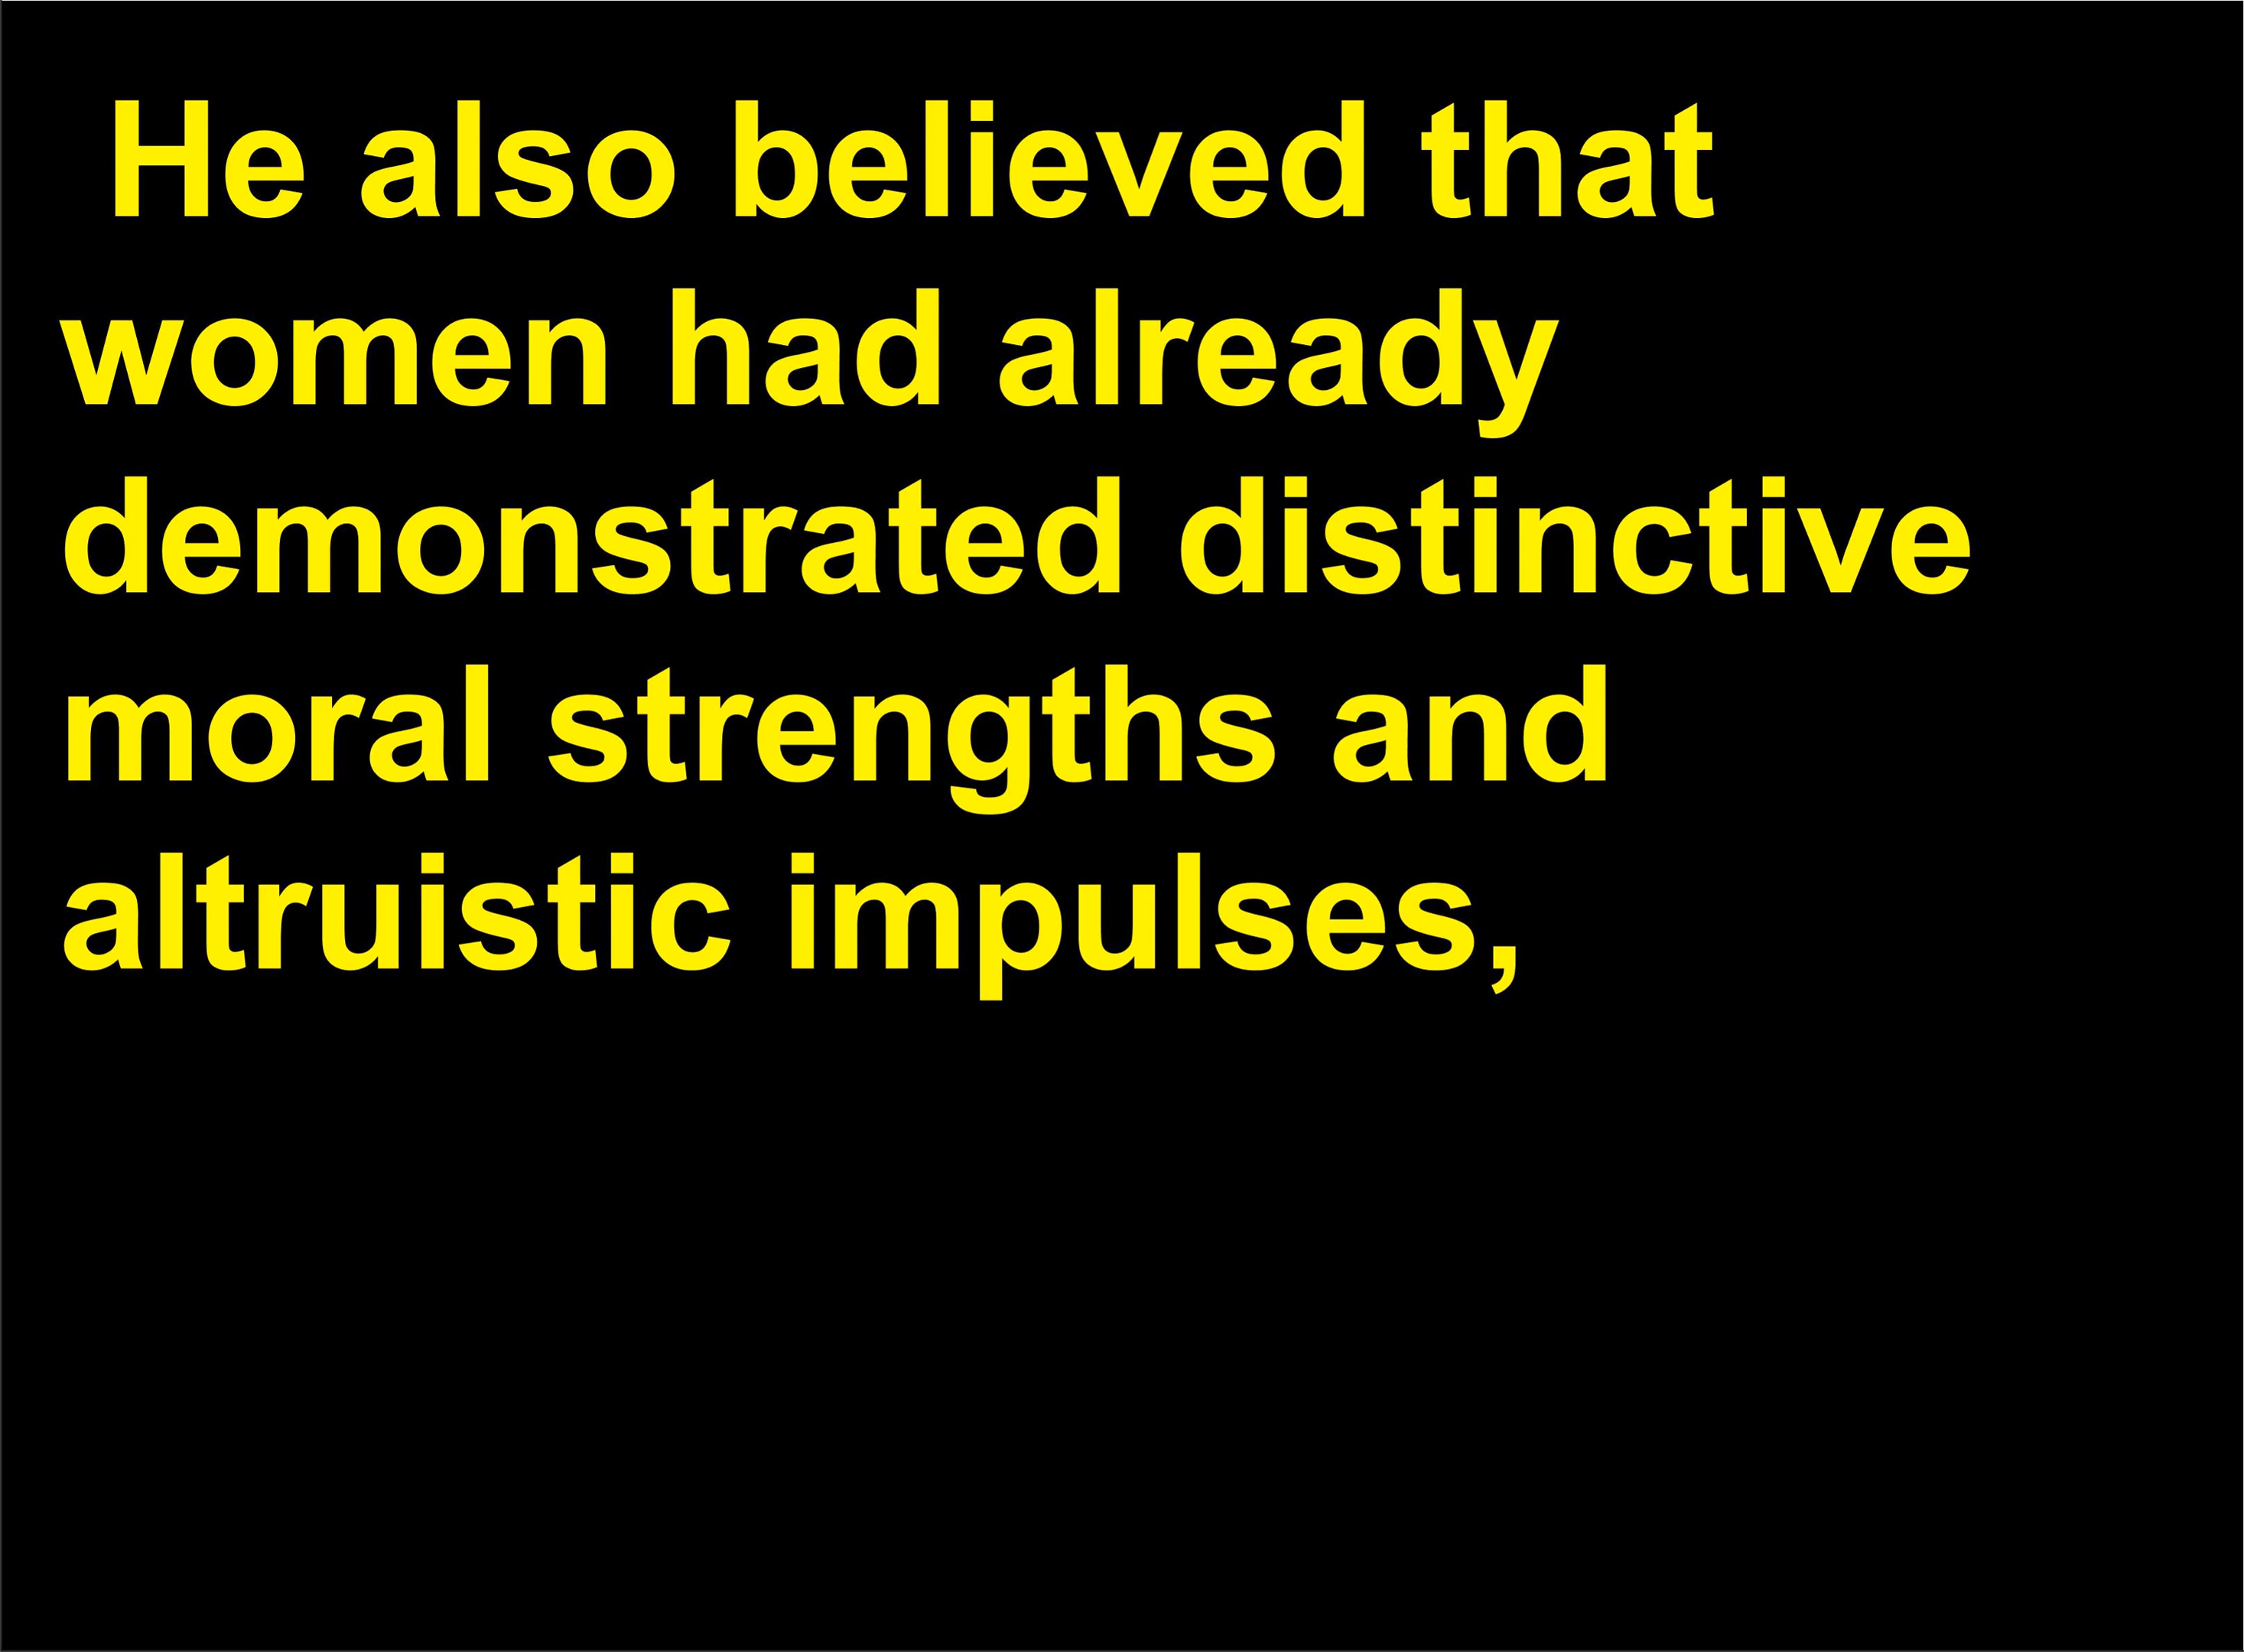 He also believed that
women had already
demonstrated distinctive
moral strengths and
altruistic impulses,